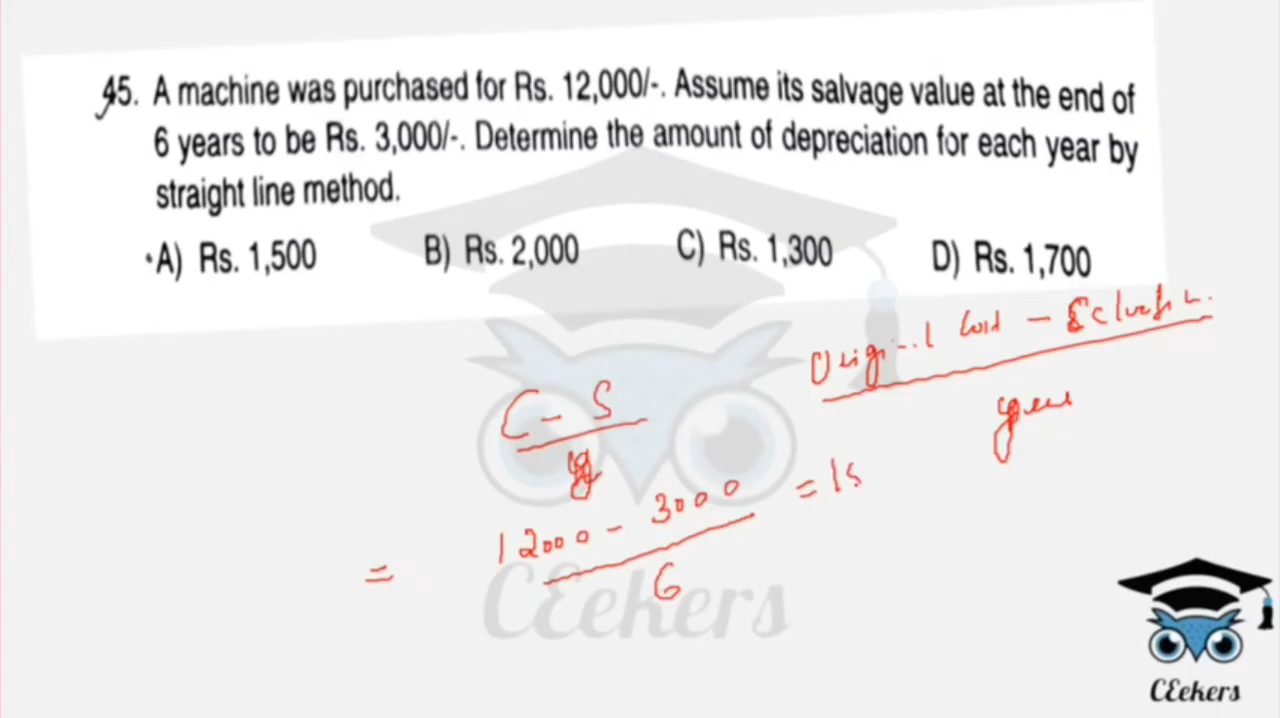 45. A machine was purchased for Rs. 12,000/-. Assume its salvage value at the end of
6 years to be Rs. 3,000/-. Determine the amount of depreciation for each year by
straight line method.
A) Rs. 1,500 B) Rs. 2,000 C) Rs. 1,300 D) Rs. 1,700
Original Cost -
C - S
y
12000 - 3000 = 15
= 6
CEekers
CEekers